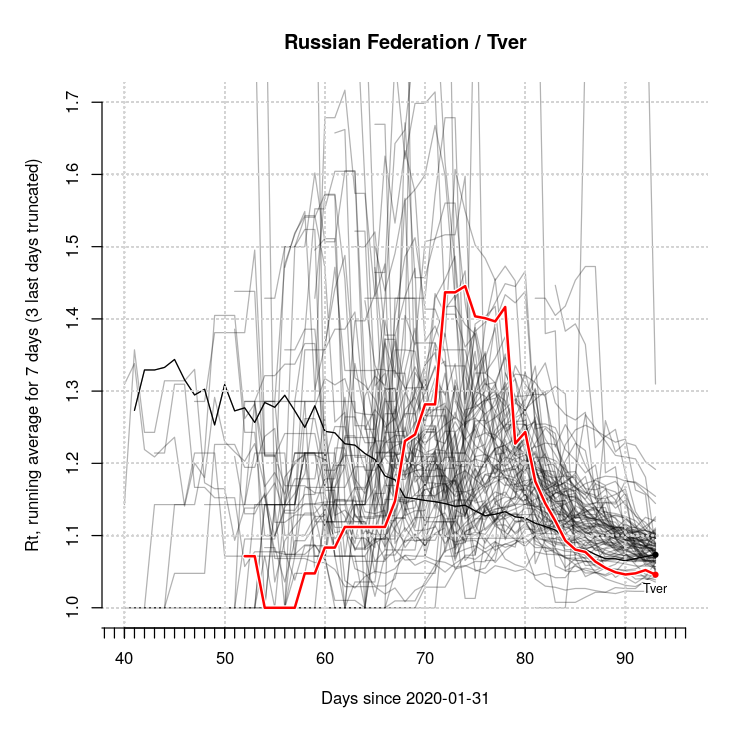 Russian Federation / Tver
Rt, running average for 7 days (3 last days truncated)
1.7
1.6
1.5
1.4
1.3
1.2
1.1
1.0
Tver
40 50 60 70 80 90
Days since 2020-01-31